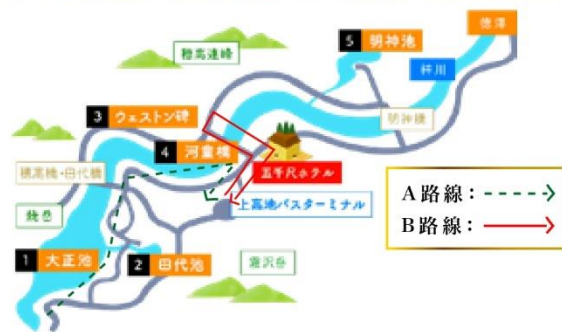 徳澤
5 明神池
穂高連峰
梓川
3 ウェストン碑
明神橋
4 河童橋
穂高橋・田代橋
五千尺ホテル
上高地バスターミナル
焼岳
A路線：
B路線：
1 大正池
2 田代池
霞沢岳